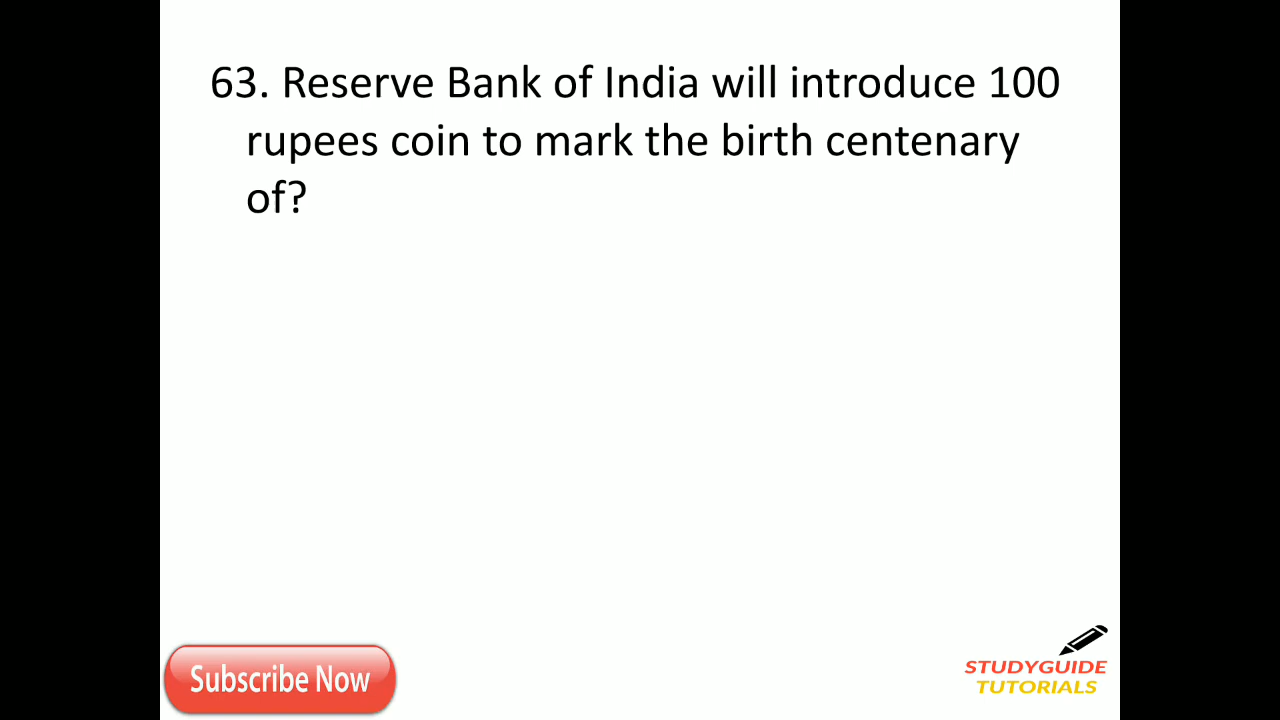 63. Reserve Bank of India will introduce 100
rupees coin to mark the birth centenary
of?
Subscribe Now
STUDYGUIDE
TUTORIALS